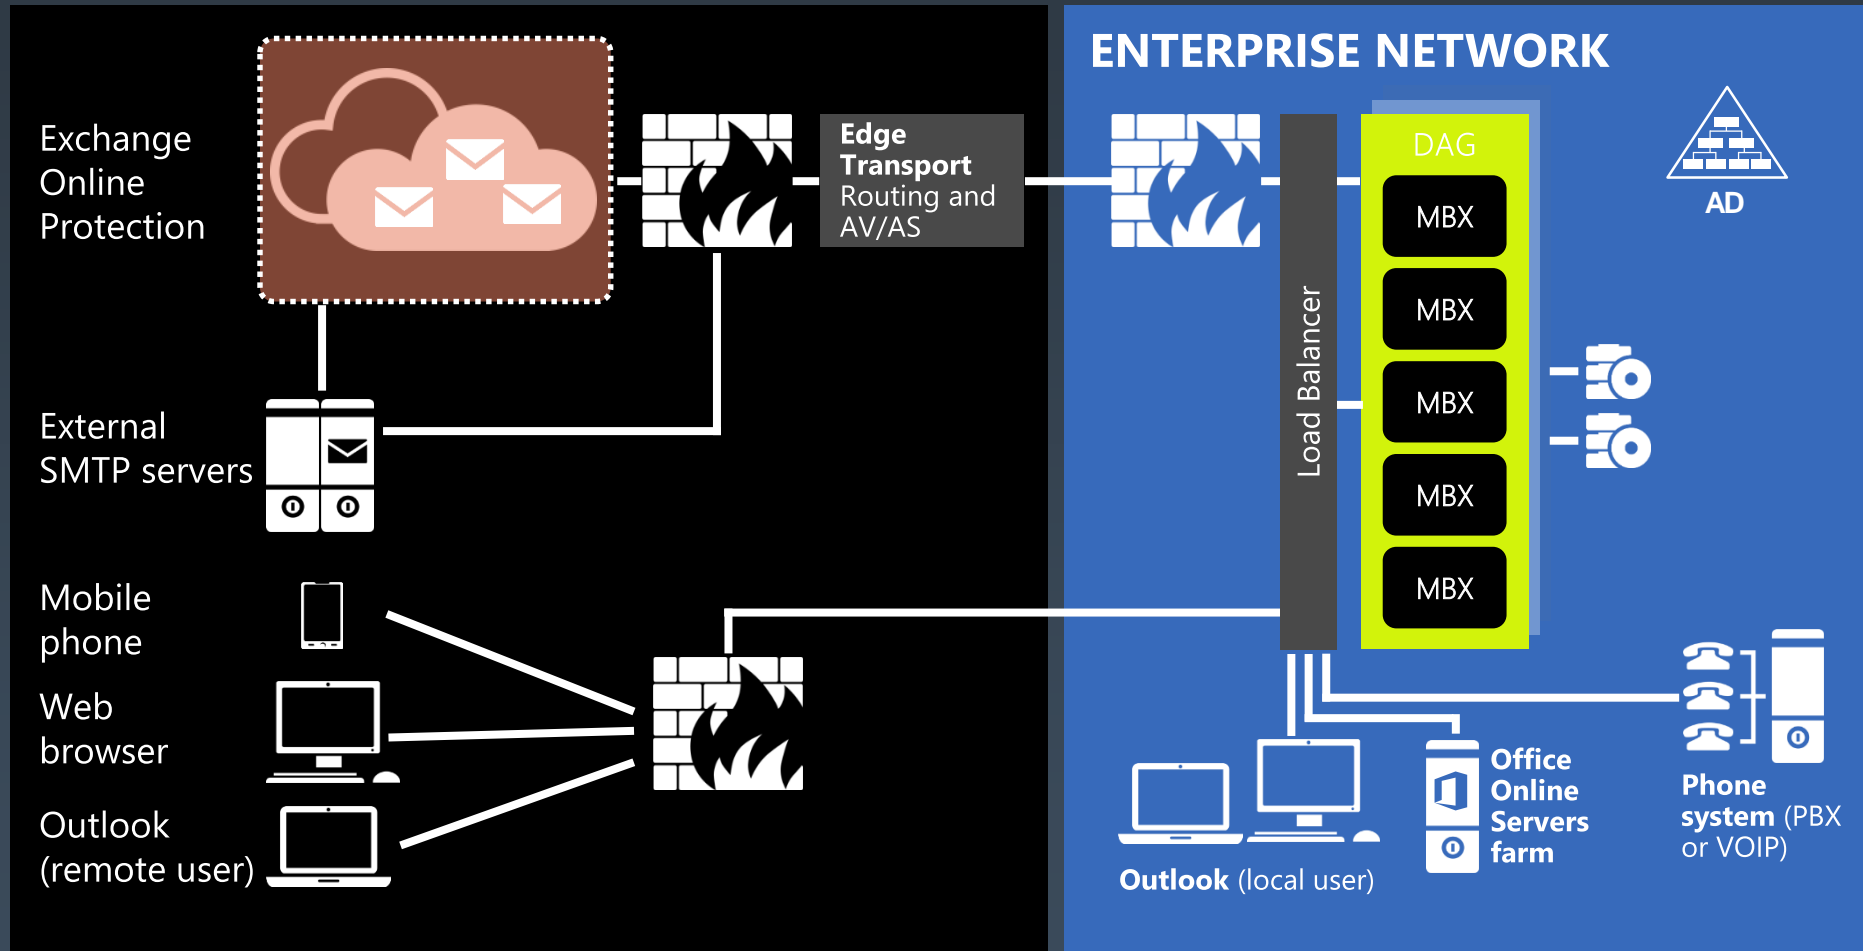 ENTERPRISE NETWORK
Exchange
Online
Protection
Edge
Transport
Routing and
AV/AS
DAG
MBX
MBX
MBX
MBX
MBX
Load Balancer
AD
External
SMTP servers
Mobile
phone
Web
browser
Outlook
(remote user)
Outlook (local user)
Office
Online
Servers
farm
Phone
system (PBX
or VOIP)